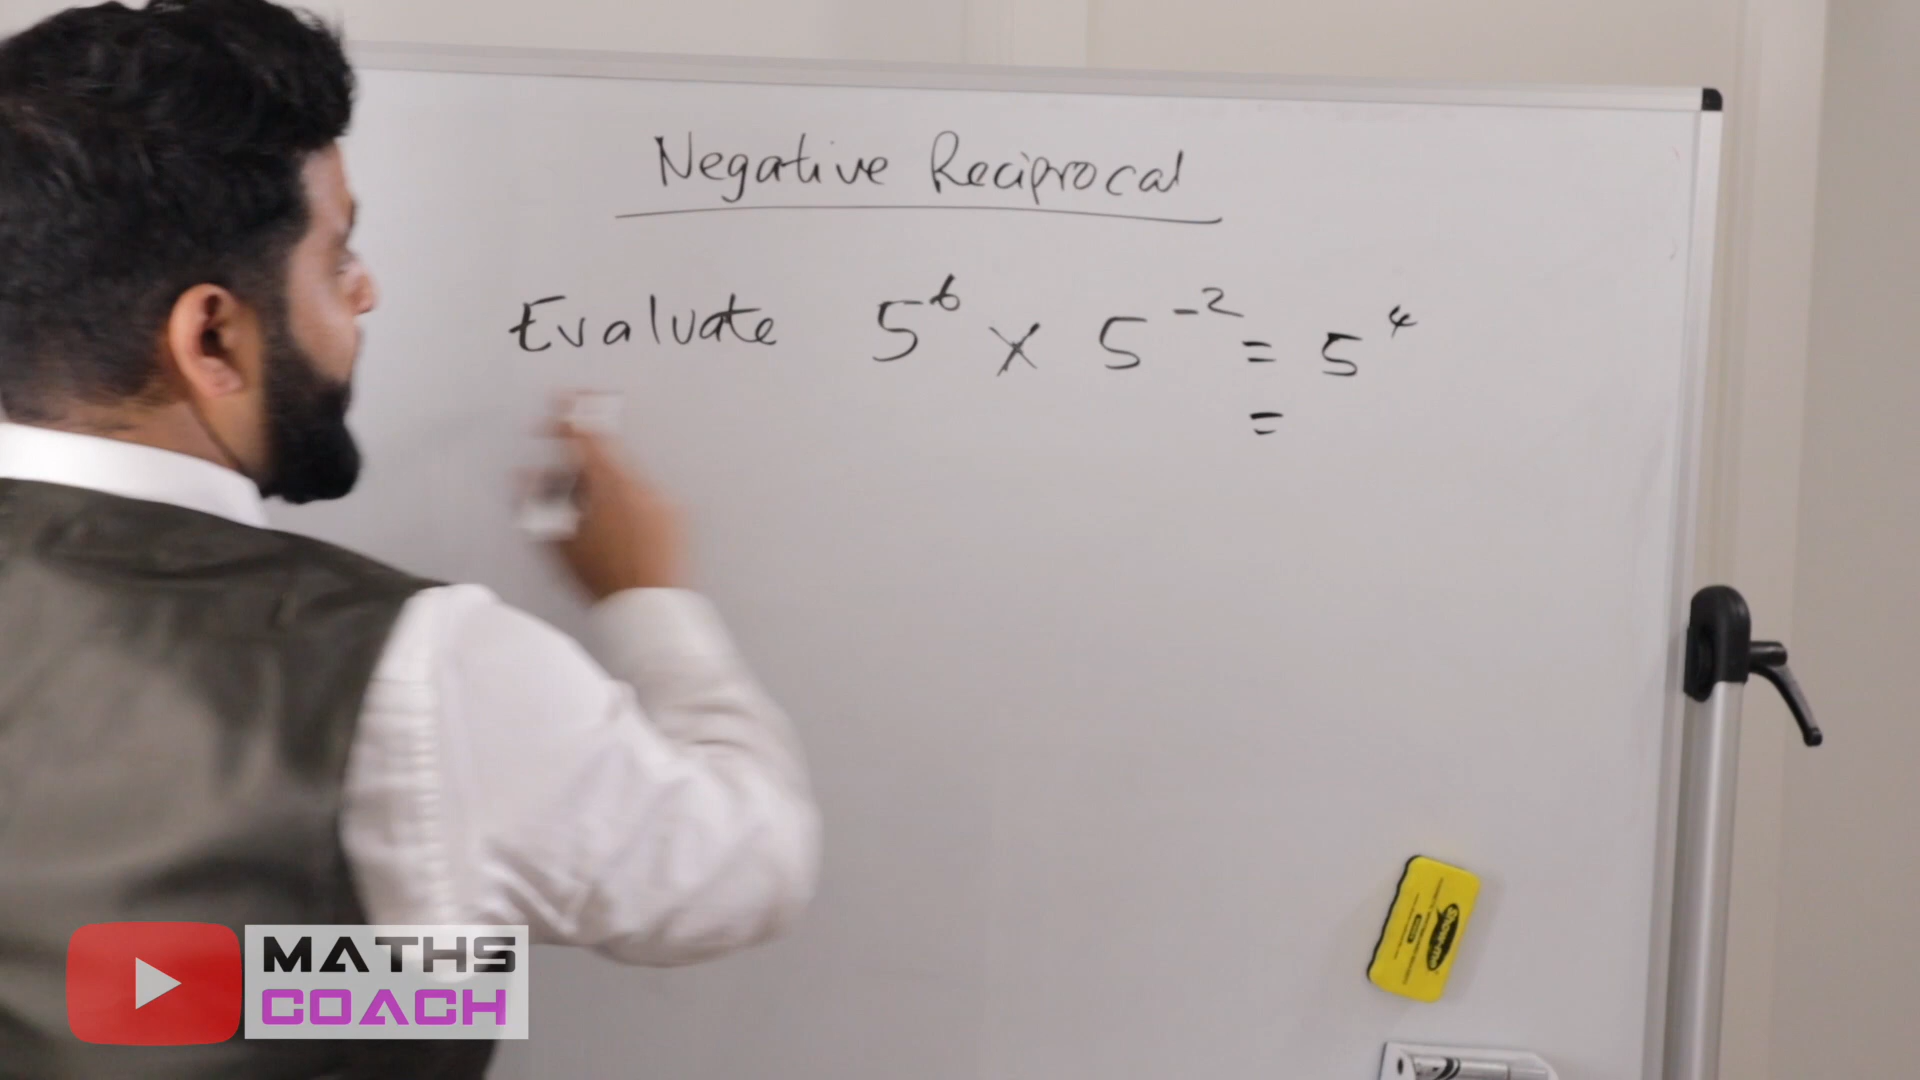 Negative Reciprocal
Evaluate 5⁶ × 5⁻² = 5⁴
=
MATHS
COACH